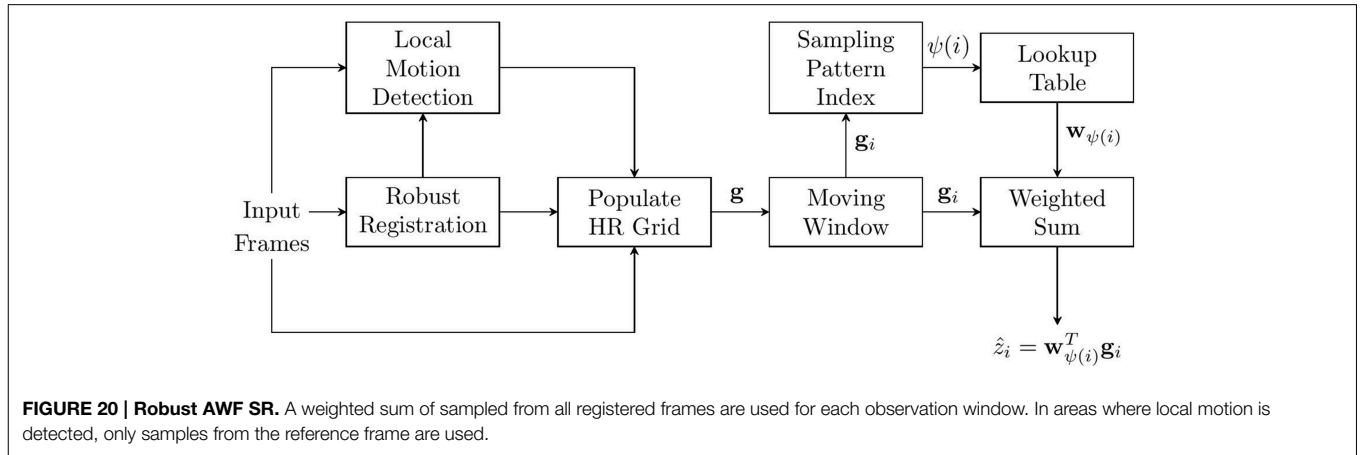 Local
Motion
Detection
Sampling
Pattern
Index
ψ(i)
Lookup
Table
g_i
w_ψ(i)
Input
Frames
Robust
Registration
Populate
HR Grid
g
Moving
Window
g_i
Weighted
Sum
ẑ_i = w^T_ψ(i) g_i
FIGURE 20 | Robust AWF SR. A weighted sum of sampled from all registered frames are used for each observation window. In areas where local motion is
detected, only samples from the reference frame are used.